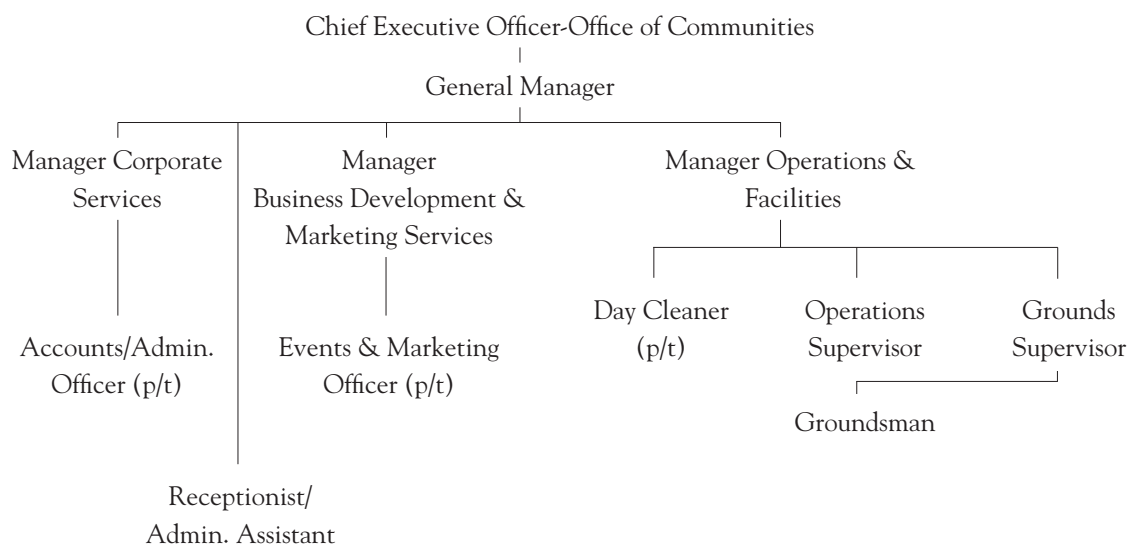 Chief Executive Officer-Office of Communities
General Manager
Manager Corporate
Services
Manager
Business Development &
Marketing Services
Manager Operations &
Facilities
Accounts/Admin.
Officer (p/t)
Events & Marketing
Officer (p/t)
Day Cleaner
(p/t)
Operations
Supervisor
Grounds
Supervisor
Groundsman
Receptionist/
Admin. Assistant